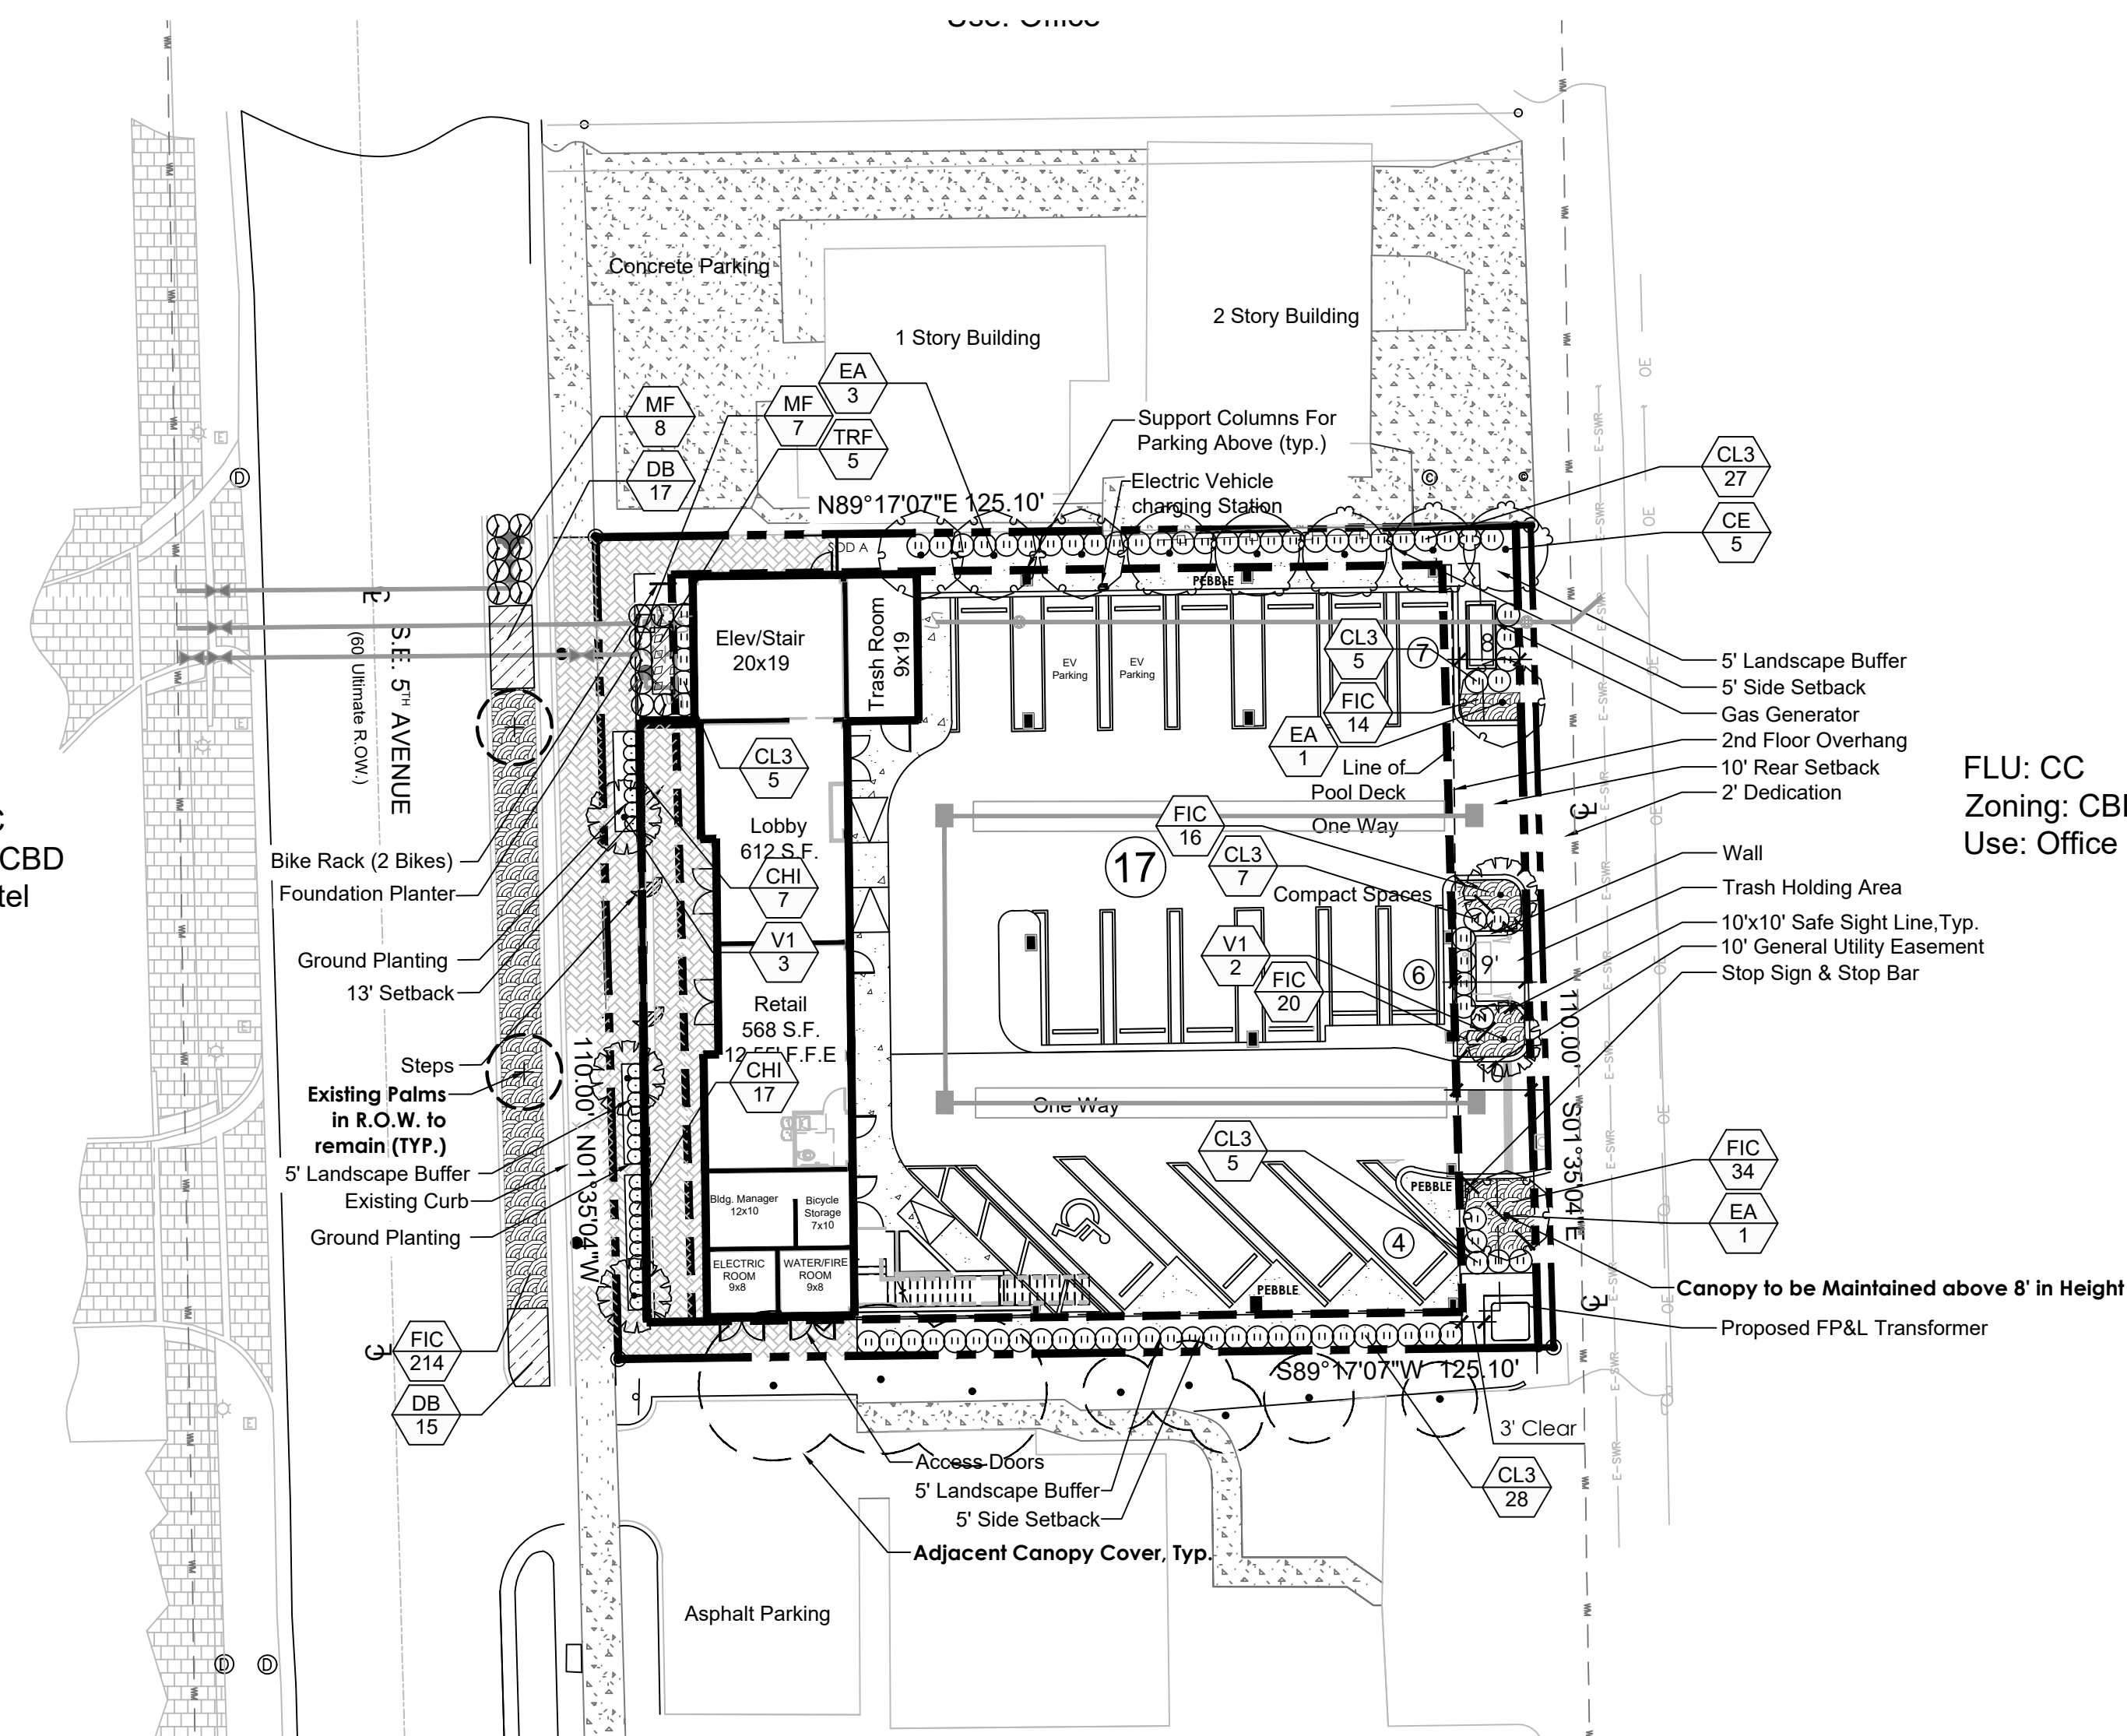 Use: Office
Concrete Parking
1 Story Building
2 Story Building
EA
3
MF
8
MF
7
TRF
5
DB
17
Support Columns For
Parking Above (typ.)
Electric Vehicle
charging Station
N89°17'07"E 125.10'
CL3
27
CE
5
PEBBLE
Elev/Stair
20x19
Trash Room
9x19
EV
Parking
EV
Parking
CL3
5
7
8'
FIC
14
EA
1
Line of
Pool Deck
One Way
5' Landscape Buffer
5' Side Setback
Gas Generator
2nd Floor Overhang
10' Rear Setback
2' Dedication
FLU: CC
Zoning: CB
Use: Office
S.E. 5TH AVENUE
(60' Ultimate R.O.W.)
C
CBD
tel
CL3
5
Lobby
612 S.F.
CHI
7
V1
3
FIC
16
CL3
7
17
Compact Spaces
Wall
Trash Holding Area
10'x10' Safe Sight Line,Typ.
10' General Utility Easement
Stop Sign & Stop Bar
Bike Rack (2 Bikes)
Foundation Planter
Ground Planting
13' Setback
Steps
Existing Palms
in R.O.W. to
remain (TYP.)
5' Landscape Buffer
Existing Curb
Ground Planting
V1
2
FIC
20
6
9'
Retail
568 S.F.
12.55' F.F.E
CHI
17
10'
110.00' N01°35'04"W
110.00' S01°35'04"E
One Way
CL3
5
FIC
34
EA
1
PEBBLE
Bldg. Manager
12x10
Bicycle
Storage
7x10
ELECTRIC
ROOM
9x8
WATER/FIRE
ROOM
9x8
4
PEBBLE
Canopy to be Maintained above 8' in Height
Proposed FP&L Transformer
FIC
214
DB
15
S89°17'07"W 125.10'
3' Clear
CL3
28
Access Doors
5' Landscape Buffer
5' Side Setback
Adjacent Canopy Cover, Typ.
Asphalt Parking
WM
E-SWR
OE